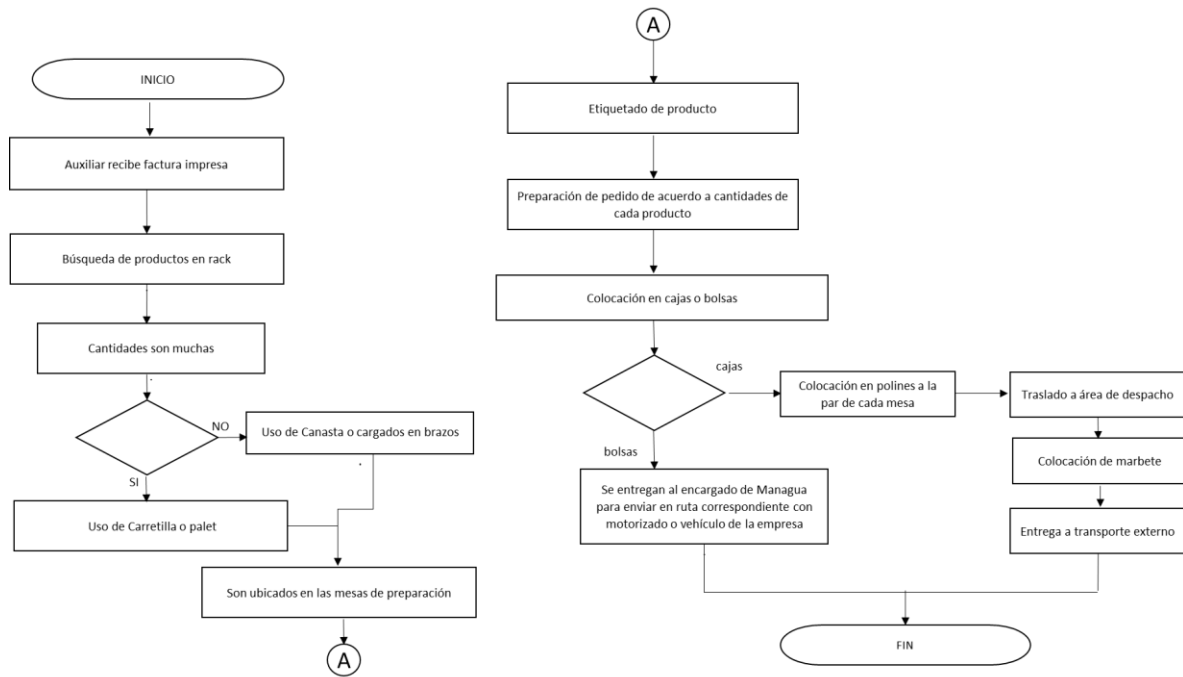 INICIO
Auxiliar recibe factura impresa
Búsqueda de productos en rack
Cantidades son muchas
NO
Uso de Canasta o cargados en brazos
SI
Uso de Carretilla o palet
Son ubicados en las mesas de preparación
A
A
Etiquetado de producto
Preparación de pedido de acuerdo a cantidades de
cada producto
Colocación en cajas o bolsas
cajas
Colocación en polines a la
par de cada mesa
Traslado a área de despacho
Colocación de marbete
Entrega a transporte externo
bolsas
Se entregan al encargado de Managua
para enviar en ruta correspondiente con
motorizado o vehículo de la empresa
FIN